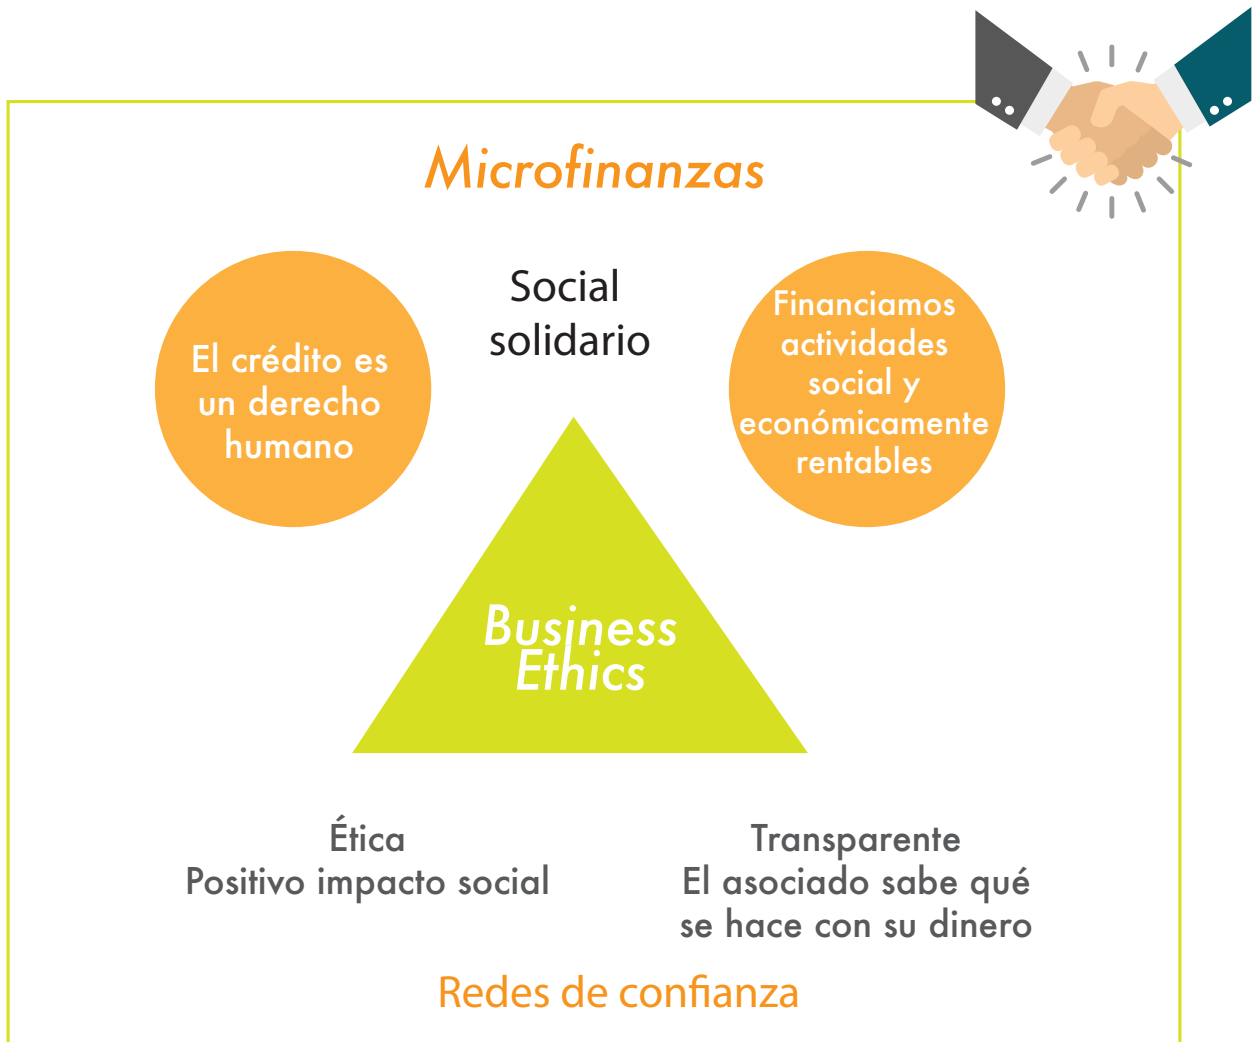 Microfinanzas
El crédito es
un derecho
humano
Social
solidario
Financiamos
actividades
social y
económicamente
rentables
Business
Ethics
Ética
Positivo impacto social
Transparente
El asociado sabe qué
se hace con su dinero
Redes de confianza